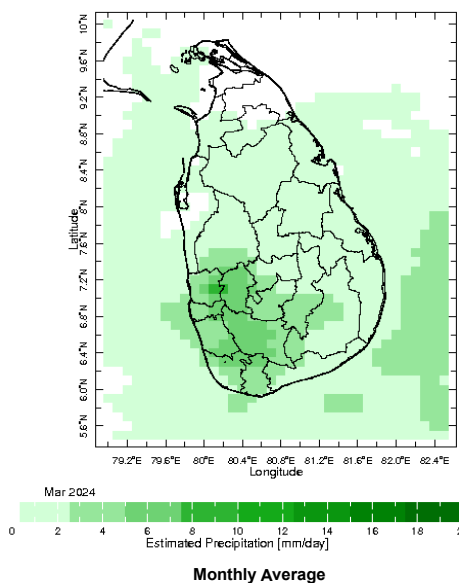 10°N
9.6°N
9.2°N
8.8°N
8.4°N
8°N
7.6°N
7.2°N
6.8°N
6.4°N
6.0°N
5.6°N
Latitude
79.2°E 79.6°E 80°E 80.4°E 80.8°E 81.2°E 81.6°E 82°E 82.4°E
Longitude
Mar 2024
0 2 4 6 8 10 12 14 16 18 2
Estimated Precipitation [mm/day]
Monthly Average